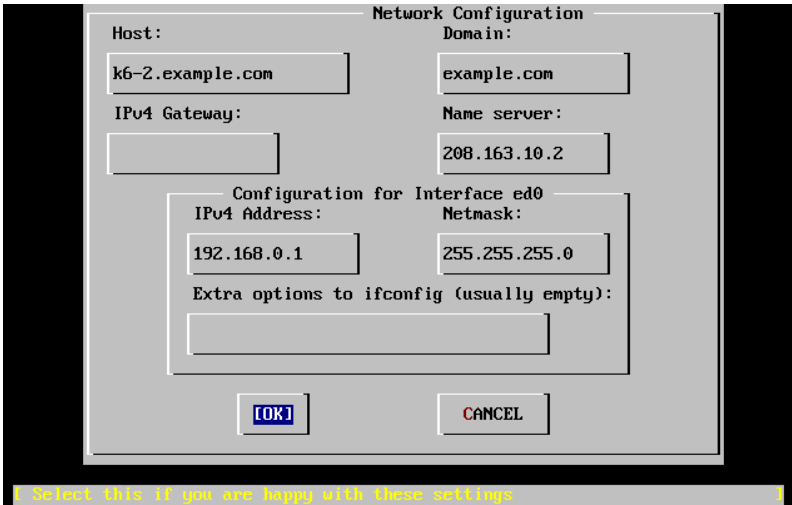 Network Configuration
Host: Domain:
k6-2.example.com example.com
IPv4 Gateway: Name server:
208.163.10.2
Configuration for Interface ed0
IPv4 Address: Netmask:
192.168.0.1 255.255.255.0
Extra options to ifconfig (usually empty):
[OK] CANCEL
[ Select this if you are happy with these settings ]